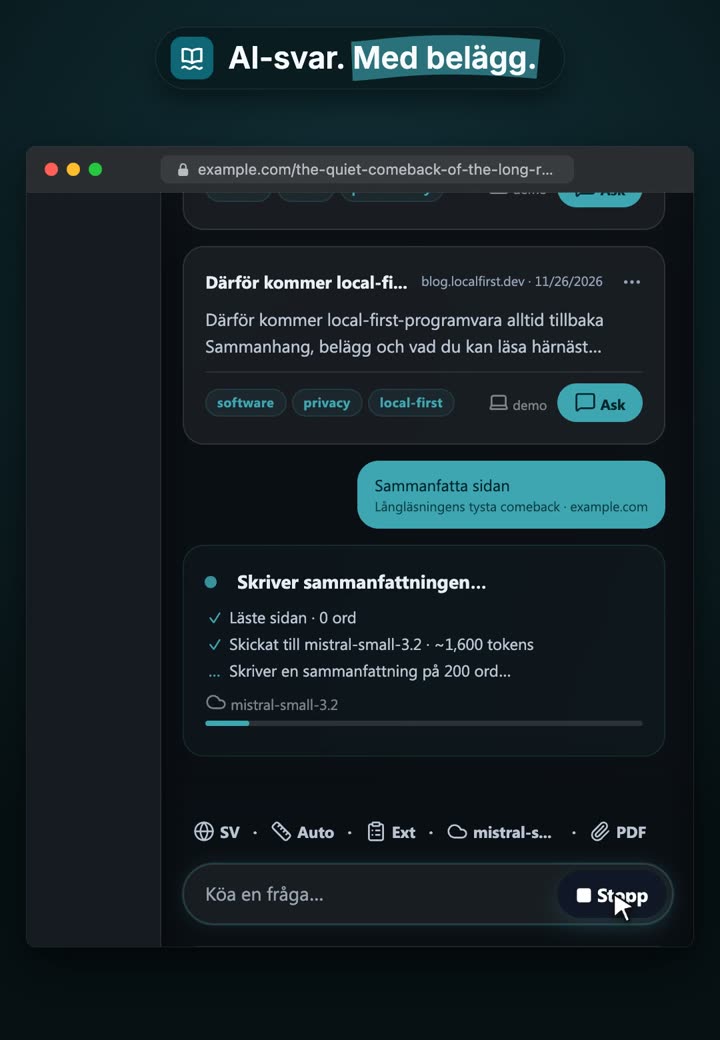 AI-svar. Med belägg.
example.com/the-quiet-comeback-of-the-long-r...
demo
Ask
Därför kommer local-fi... blog.localfirst.dev · 11/26/2026
Därför kommer local-first-programvara alltid tillbaka
Sammanhang, belägg och vad du kan läsa härnäst...
software privacy local-first demo Ask
Sammanfatta sidan
Långläsningens tysta comeback · example.com
Skriver sammanfattningen...
✓ Läste sidan · 0 ord
✓ Skickat till mistral-small-3.2 · ~1,600 tokens
... Skriver en sammanfattning på 200 ord...
mistral-small-3.2
SV · Auto · Ext · mistral-s... · PDF
Köa en fråga... Stopp